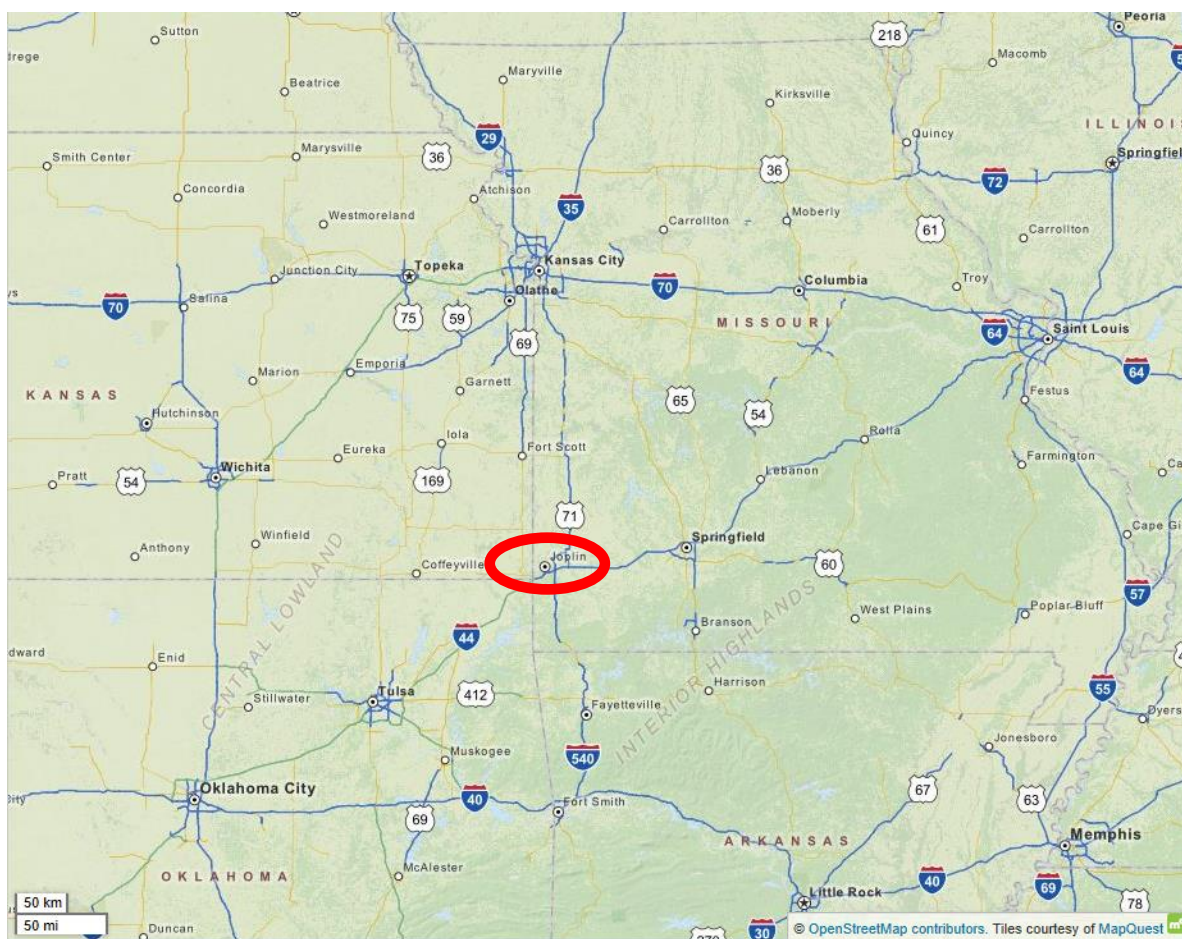 Peoria
Sutton
218
Macomb
Maryville
Beatrice
Kirksville
29
Quincy
ILLINOIS
Marysville
36
Smith Center
36
Springfield
72
Concordia
Atchison
35
Westmoreland
Carrollton
Moberly
61
Carrollton
Kansas City
Topeka
Junction City
Columbia
Troy
70
Olathe
70
Salina
75
59
MISSOURI
Saint Louis
64
69
Emporia
64
Marion
Garnett
KANSAS
65
54
Festus
Hutchinson
Iola
Rolla
Eureka
Fort Scott
Wichita
Lebanon
Farmington
Pratt
54
169
71
Cape Gi
Winfield
Springfield
Anthony
Joplin
Coffeyville
60
57
CENTRAL LOWLAND
West Plains
Poplar Bluff
Branson
44
INTERIOR HIGHLANDS
Enid
Harrison
55
Tulsa
412
Stillwater
Fayetteville
Dyers
Jonesboro
Muskogee
540
Oklahoma City
67
40
63
Fort Smith
69
ARKANSAS
Memphis
McAlester
OKLAHOMA
40
69
Little Rock
78
50 km
50 mi
Duncan
30
© OpenStreetMap contributors. Tiles courtesy of MapQuest